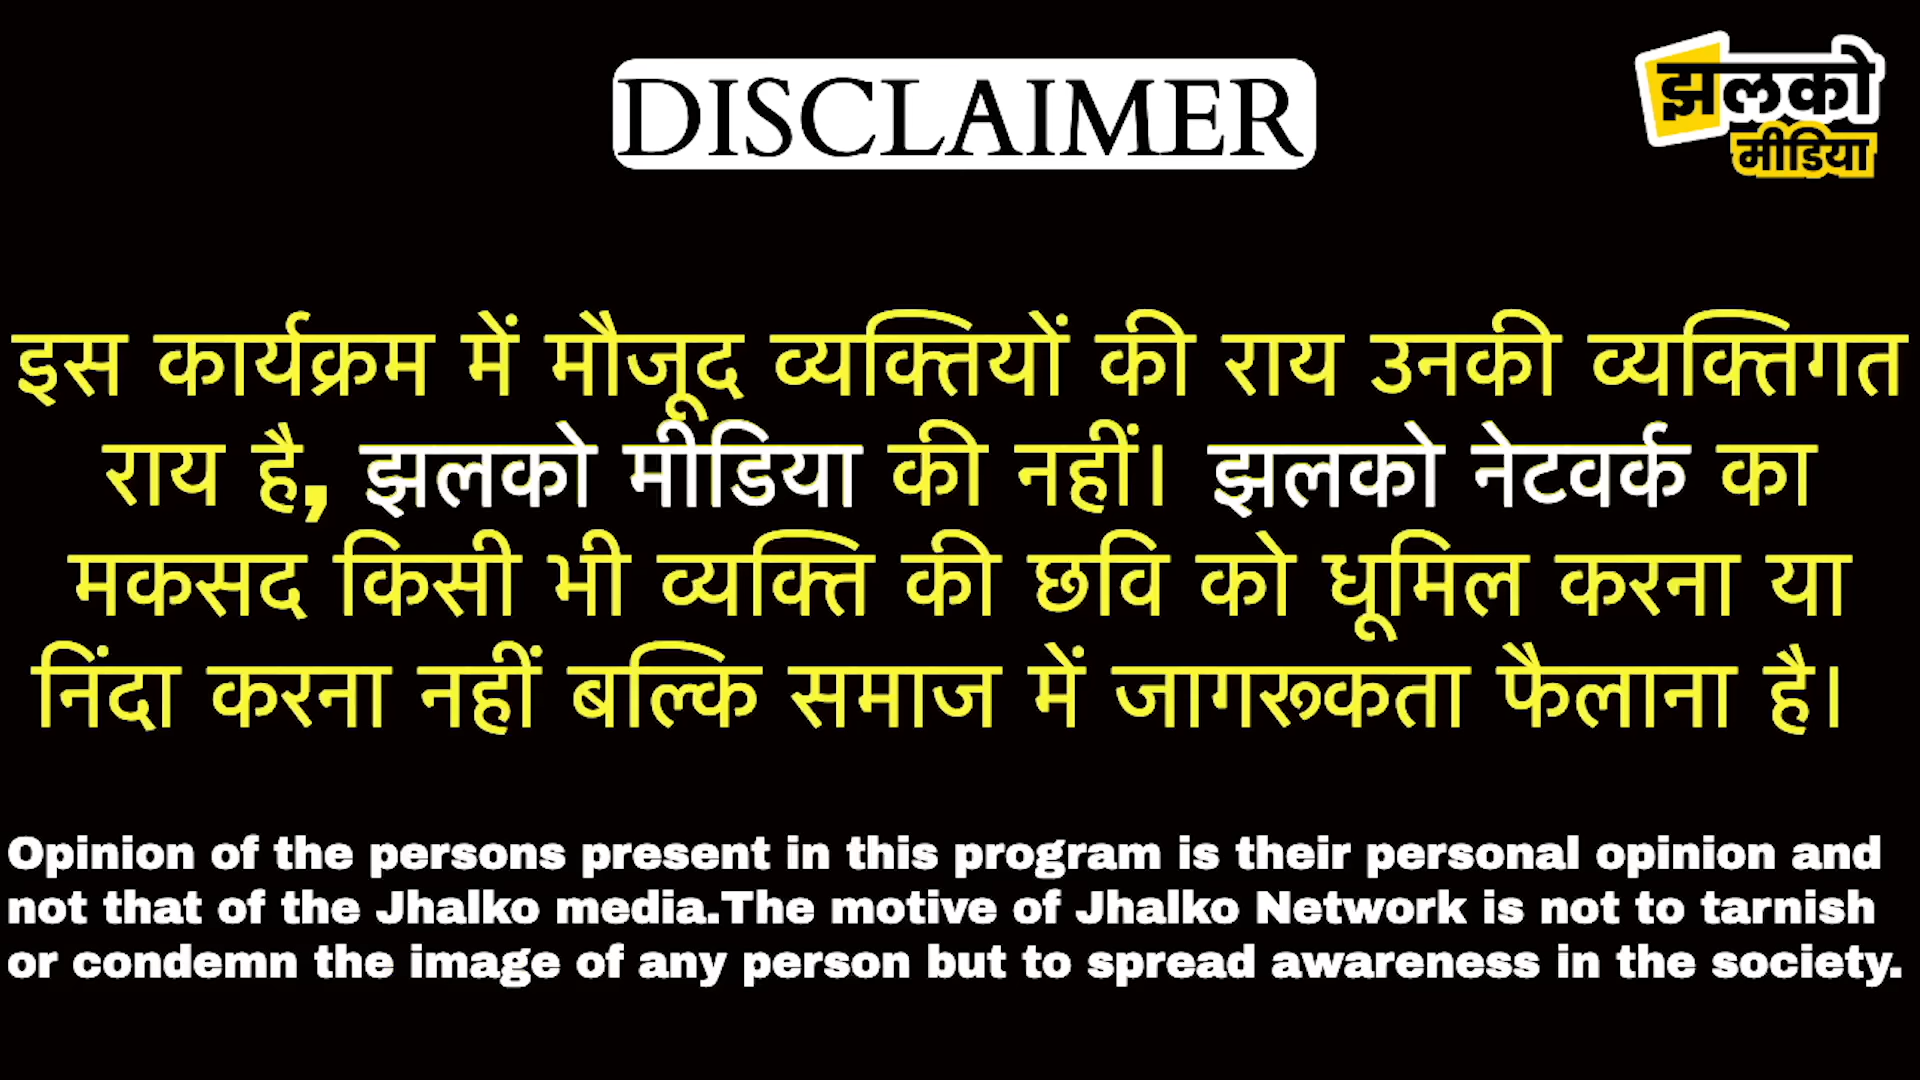 DISCLAIMER
झलको
मीडिया
इस कार्यक्रम में मौजूद व्यक्तियों की राय उनकी व्यक्तिगत
राय है, झलको मीडिया की नहीं। झलको नेटवर्क का
मकसद किसी भी व्यक्ति की छवि को धूमिल करना या
निंदा करना नहीं बल्कि समाज में जागरूकता फैलाना है।
Opinion of the persons present in this program is their personal opinion and
not that of the Jhalko media.The motive of Jhalko Network is not to tarnish
or condemn the image of any person but to spread awareness in the society.